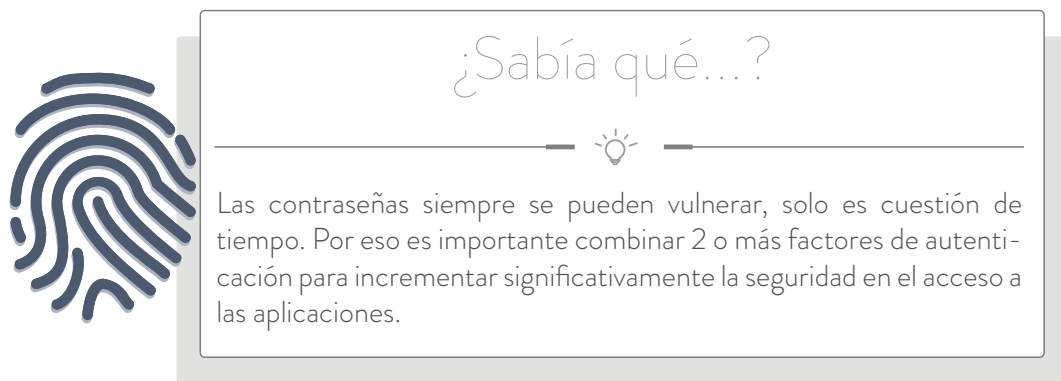 ¿Sabía qué...?
Las contraseñas siempre se pueden vulnerar, solo es cuestión de
tiempo. Por eso es importante combinar 2 o más factores de autenti-
cación para incrementar significativamente la seguridad en el acceso a
las aplicaciones.